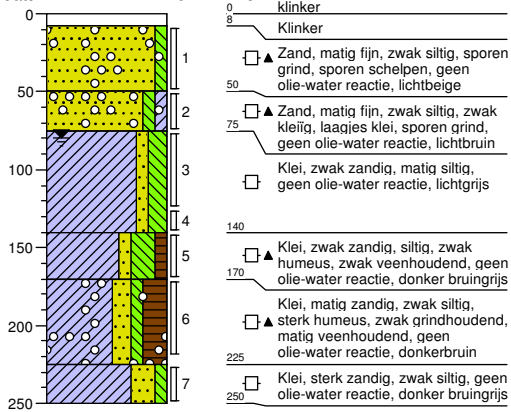 0
klinker
0
8
Klinker
1
Zand, matig fijn, zwak siltig, sporen
grind, sporen schelpen, geen
olie-water reactie, lichtbeige
50
50
2
Zand, matig fijn, zwak siltig, zwak
kleiïg, laagjes klei, sporen grind,
geen olie-water reactie, lichtbruin
75
100
3
Klei, zwak zandig, matig siltig,
geen olie-water reactie, lichtgrijs
4
140
150
5
Klei, zwak zandig, siltig, zwak
humeus, zwak veenhoudend, geen
olie-water reactie, donker bruingrijs
170
200
6
Klei, matig zandig, zwak siltig,
sterk humeus, zwak grindhoudend,
matig veenhoudend, geen
olie-water reactie, donkerbruin
225
7
Klei, sterk zandig, zwak siltig, geen
olie-water reactie, donker bruingrijs
250
250